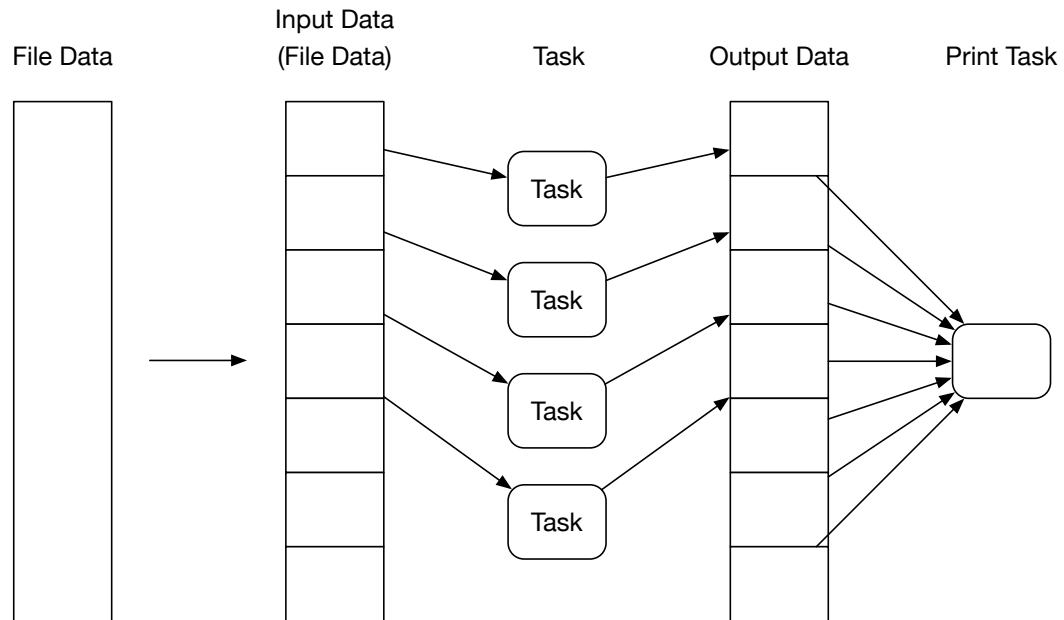 File Data
Input Data
(File Data)
Task
Output Data
Print Task
Task
Task
Task
Task